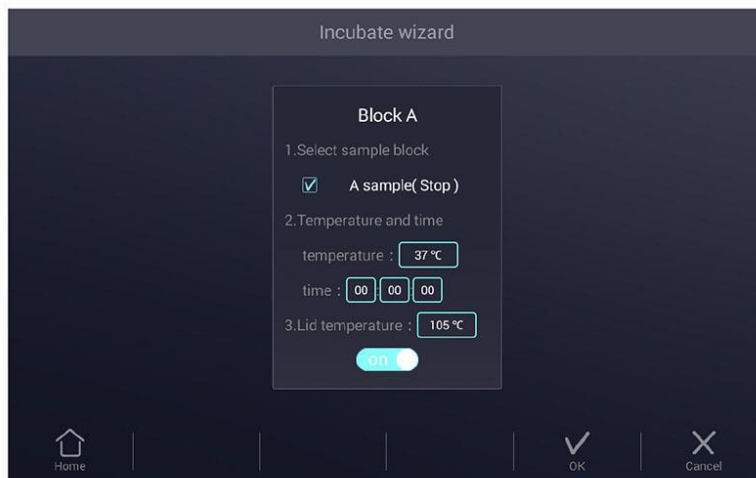 Incubate wizard
Block A
1.Select sample block
A sample( Stop )
2.Temperature and time
temperature : 37 ℃
time : 00 : 00 : 00
3.Lid temperature : 105 ℃
on
Home OK Cancel